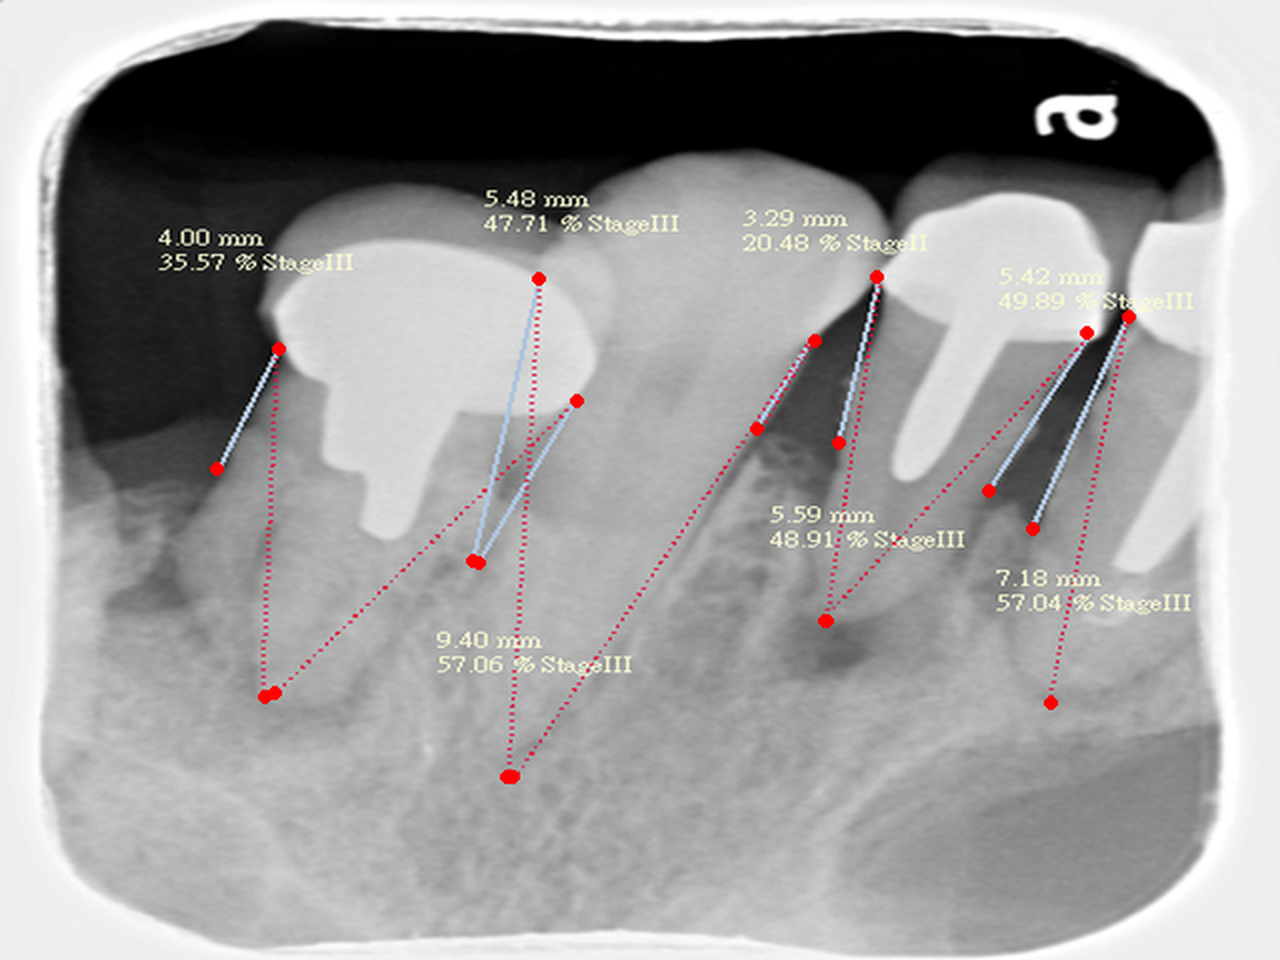 a
5.48 mm
47.71 % StageIII
3.29 mm
20.48 % StageII
4.00 mm
35.57 % StageIII
5.42 mm
49.89 % StageIII
5.59 mm
48.91 % StageIII
7.18 mm
57.04 % StageIII
9.40 mm
57.06 % StageIII